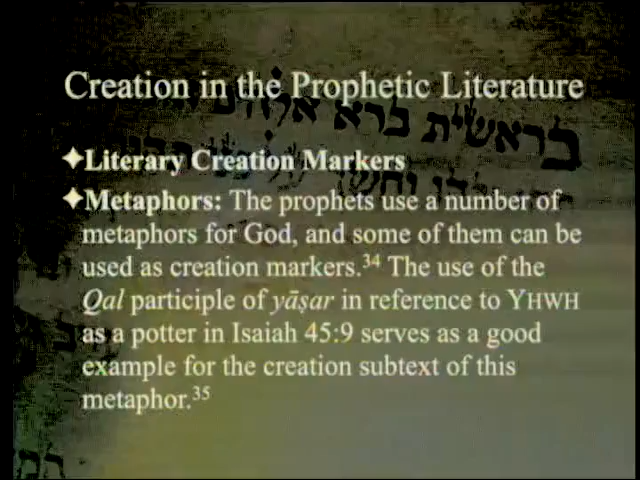 Creation in the Prophetic Literature
בראשית ברא אלהים
✦Literary Creation Markers
✦Metaphors: The prophets use a number of
metaphors for God, and some of them can be
used as creation markers.³⁴ The use of the
Qal participle of yāṣar in reference to YHWH
as a potter in Isaiah 45:9 serves as a good
example for the creation subtext of this
metaphor.³⁵